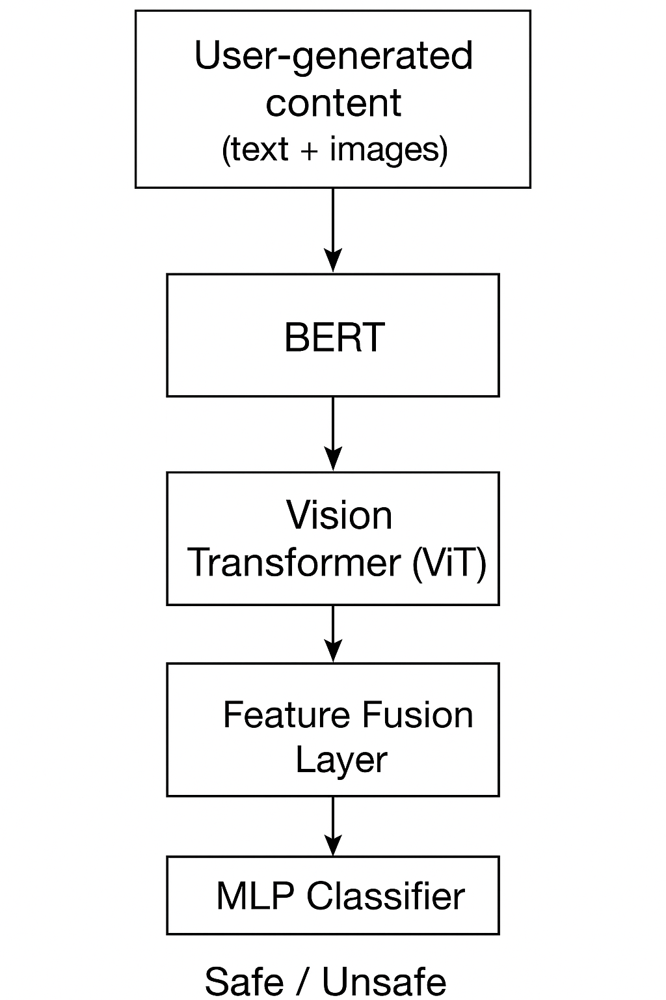 User-generated
content
(text + images)
BERT
Vision
Transformer (ViT)
Feature Fusion
Layer
MLP Classifier
Safe / Unsafe